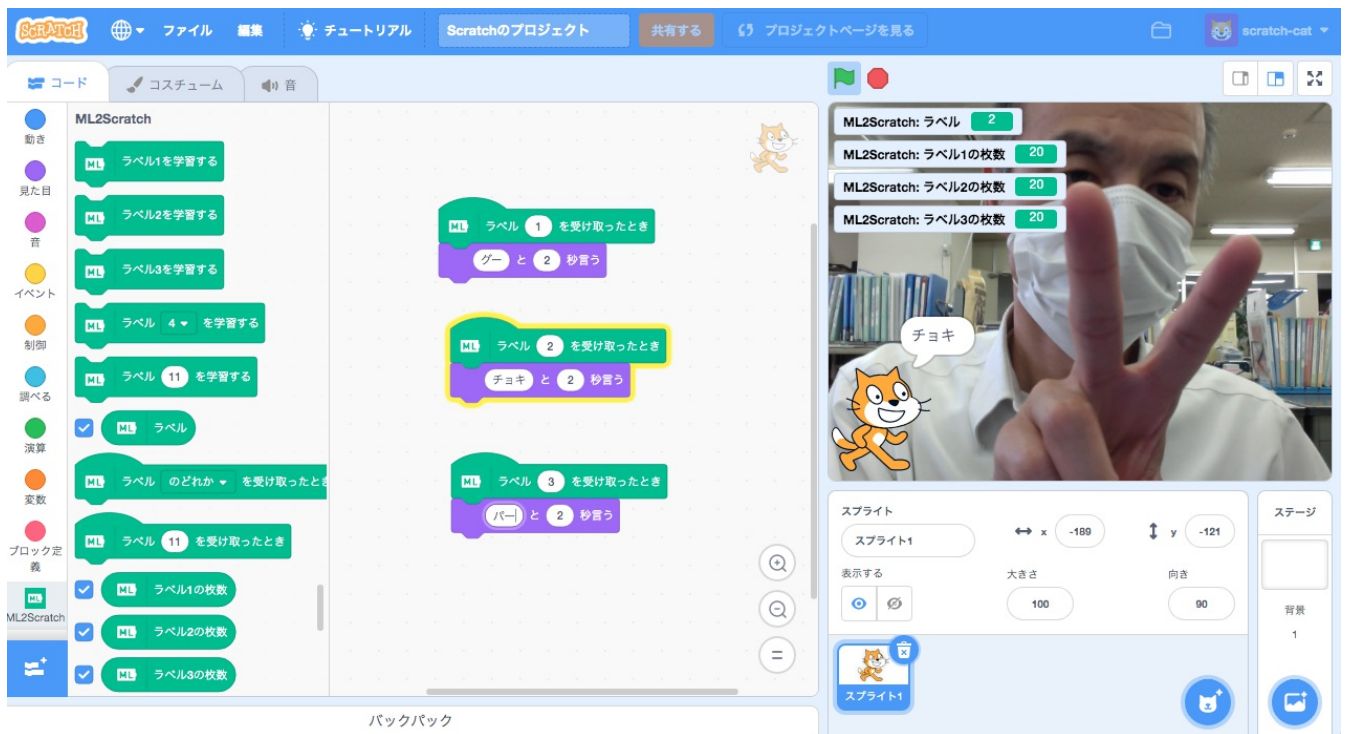 SCRATCH
ファイル
編集
チュートリアル
Scratchのプロジェクト
共有する
プロジェクトページを見る
scratch-cat
コード
コスチューム
音
動き
見た目
音
イベント
制御
調べる
演算
変数
ブロック定義
ML2Scratch
ML2Scratch
ML ラベル1を学習する
ML ラベル2を学習する
ML ラベル3を学習する
ML ラベル 4 を学習する
ML ラベル 11 を学習する
ML ラベル
ML ラベル のどれか を受け取ったとき
ML ラベル 11 を受け取ったとき
ML ラベル1の枚数
ML ラベル2の枚数
ML ラベル3の枚数
ML ラベル 1 を受け取ったとき
グー と 2 秒言う
ML ラベル 2 を受け取ったとき
チョキ と 2 秒言う
ML ラベル 3 を受け取ったとき
パー と 2 秒言う
バックパック
ML2Scratch: ラベル 2
ML2Scratch: ラベル1の枚数 20
ML2Scratch: ラベル2の枚数 20
ML2Scratch: ラベル3の枚数 20
チョキ
スプライト
スプライト1
x -189
y -121
表示する
大きさ
100
向き
90
スプライト1
ステージ
背景
1